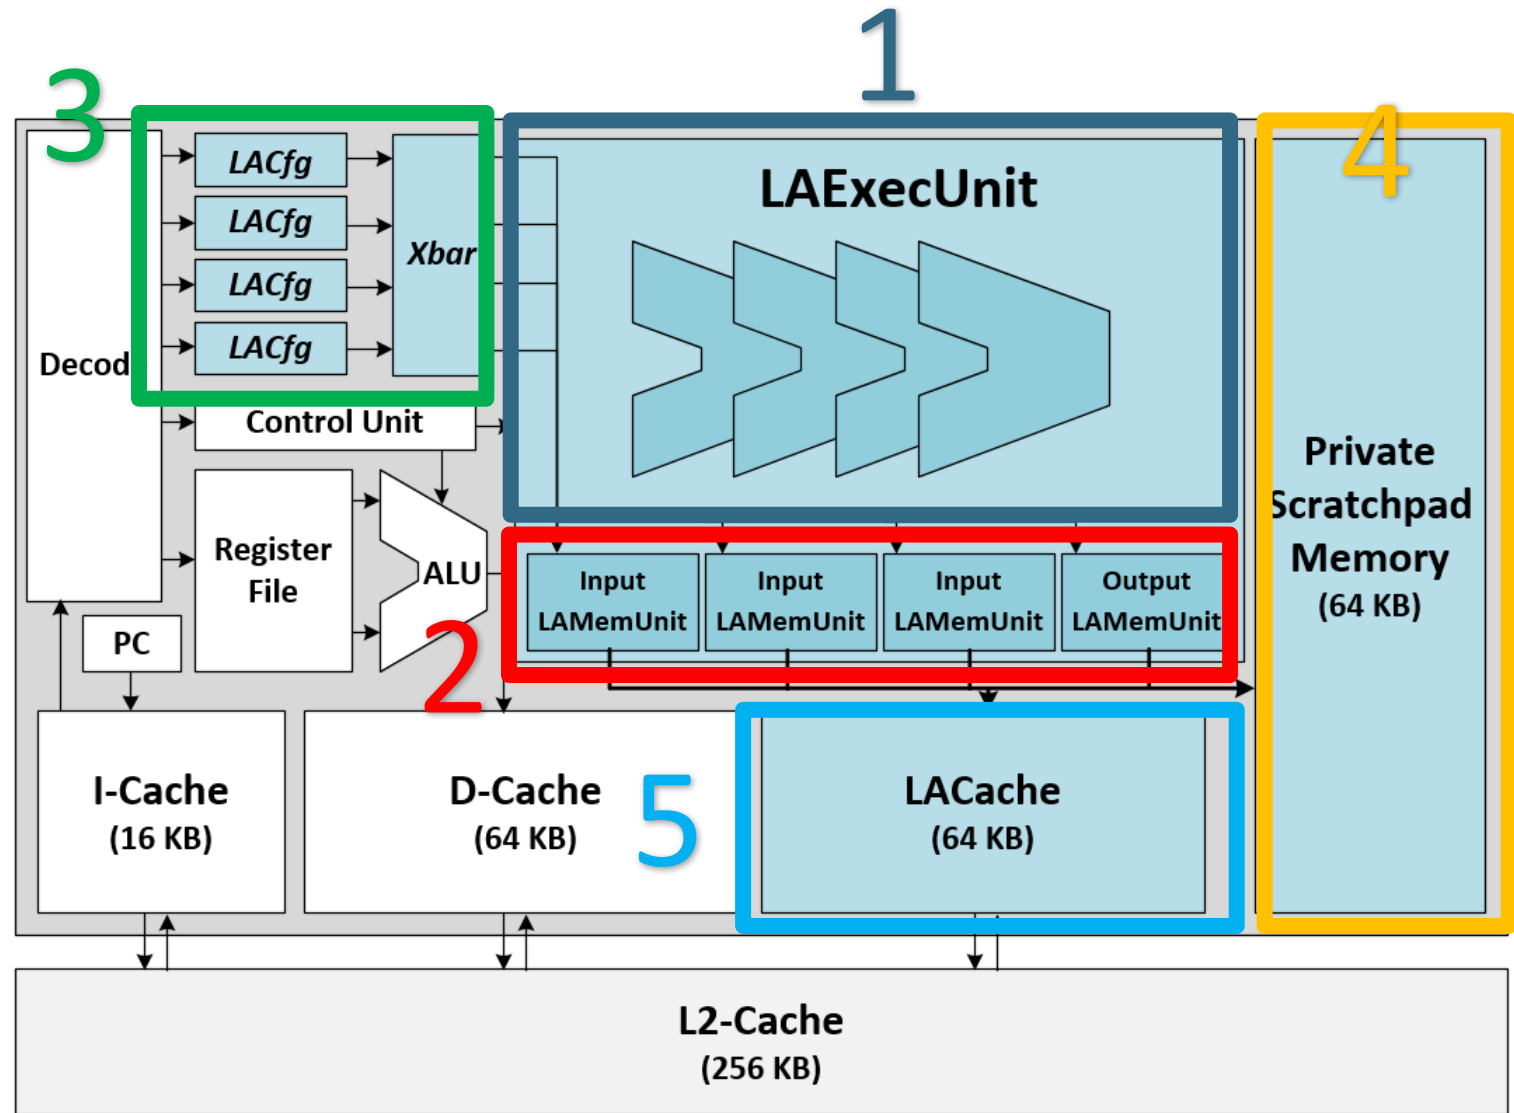 1
3
4
LACfg
LACfg
LACfg
LACfg
Xbar
LAExecUnit
Decod
Control Unit
Register
File
ALU
PC
2
Input
LAMemUnit
Input
LAMemUnit
Input
LAMemUnit
Output
LAMemUnit
Private
Scratchpad
Memory
(64 KB)
I-Cache
(16 KB)
D-Cache
(64 KB)
5
LACache
(64 KB)
L2-Cache
(256 KB)